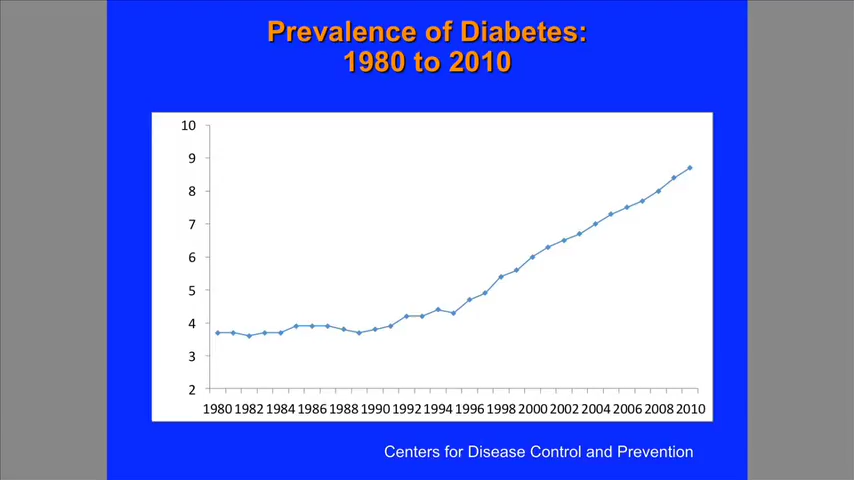 Prevalence of Diabetes:
1980 to 2010
10
9
8
7
6
5
4
3
2
1980 1982 1984 1986 1988 1990 1992 1994 1996 1998 2000 2002 2004 2006 2008 2010
Centers for Disease Control and Prevention